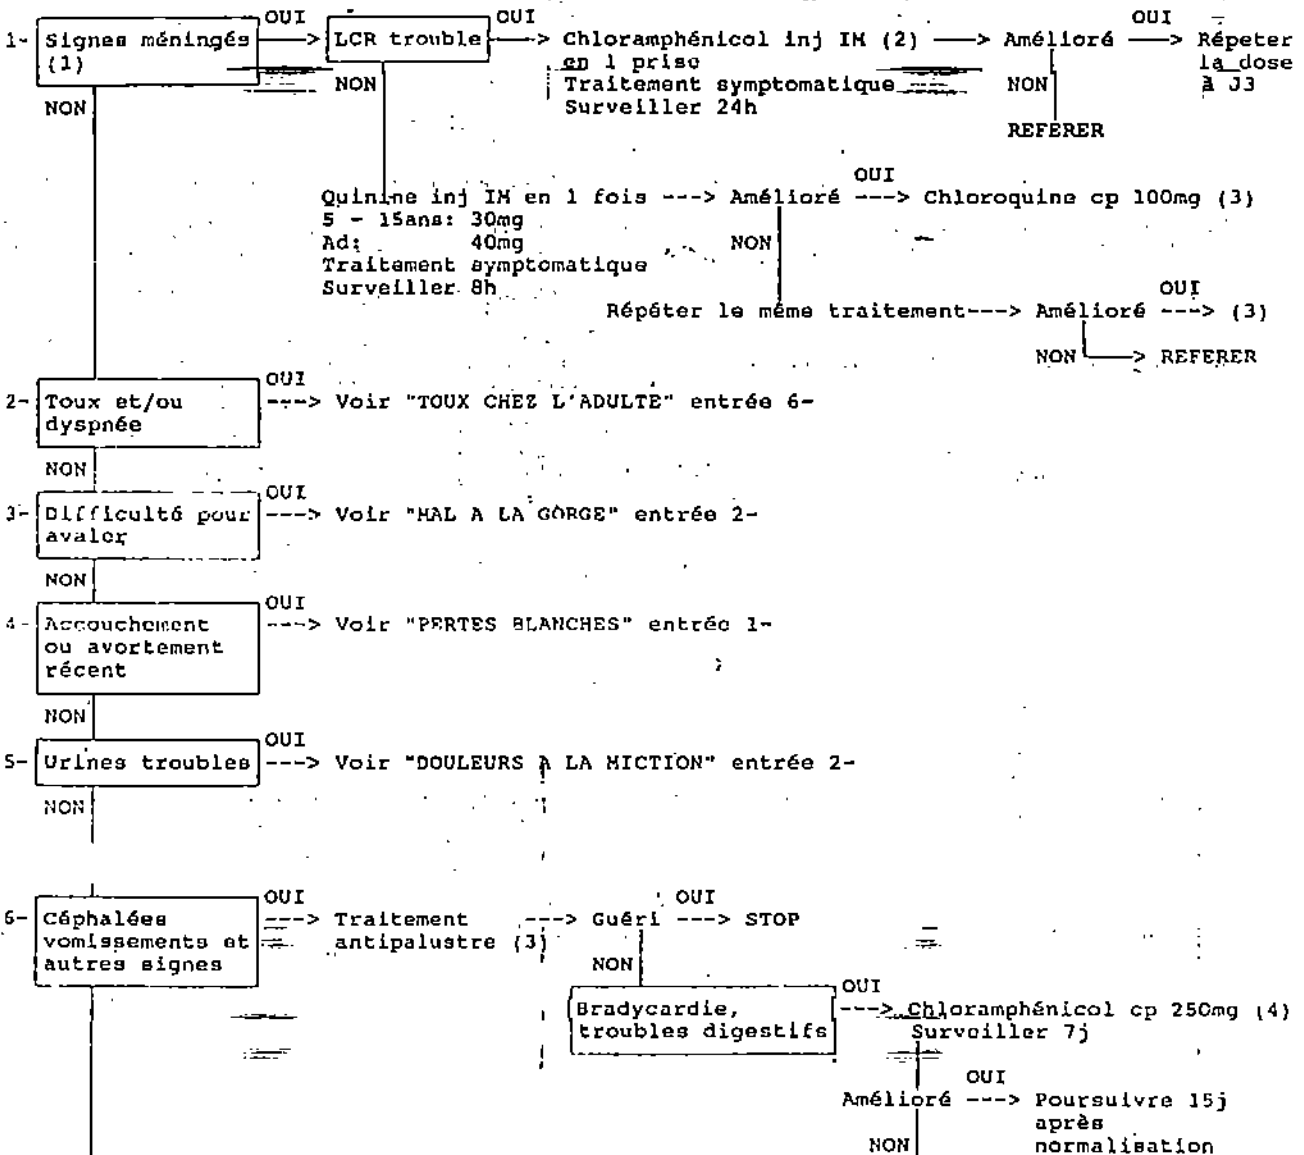 OUI OUI OUI
1- Signes méningés ──> LCR trouble ──> Chloramphénicol inj IM (2) ──> Amélioré ──> Répeter
(1) en 1 prise la dose
NON NON Traitement symptomatique NON à J3
Surveiller 24h
REFERER
OUI
Quinine inj IM en 1 fois ---> Amélioré ---> Chloroquine cp 100mg (3)
5 - 15ans: 30mg
Ad: 40mg NON
Traitement symptomatique
Surveiller 8h OUI
Répéter le même traitement---> Amélioré ---> (3)
NON ──> REFERER
OUI
2- Toux et/ou ---> Voir "TOUX CHEZ L'ADULTE" entrée 6-
dyspnée
NON
OUI
3- Difficulté pour ---> Voir "MAL A LA GORGE" entrée 2-
avaler
NON
OUI
4- Accouchement ---> Voir "PERTES BLANCHES" entrée 1-
ou avortement
récent
NON
OUI
5- Urines troubles ---> Voir "DOULEURS A LA MICTION" entrée 2-
NON
OUI OUI
6- Céphalées ---> Traitement ---> Guéri ---> STOP
vomissements et antipalustre (3)
autres signes NON
OUI
Bradycardie, ---> Chloramphénicol cp 250mg (4)
troubles digestifs Surveiller 7j
OUI
Amélioré ---> Poursuivre 15j
après
NON normalisation